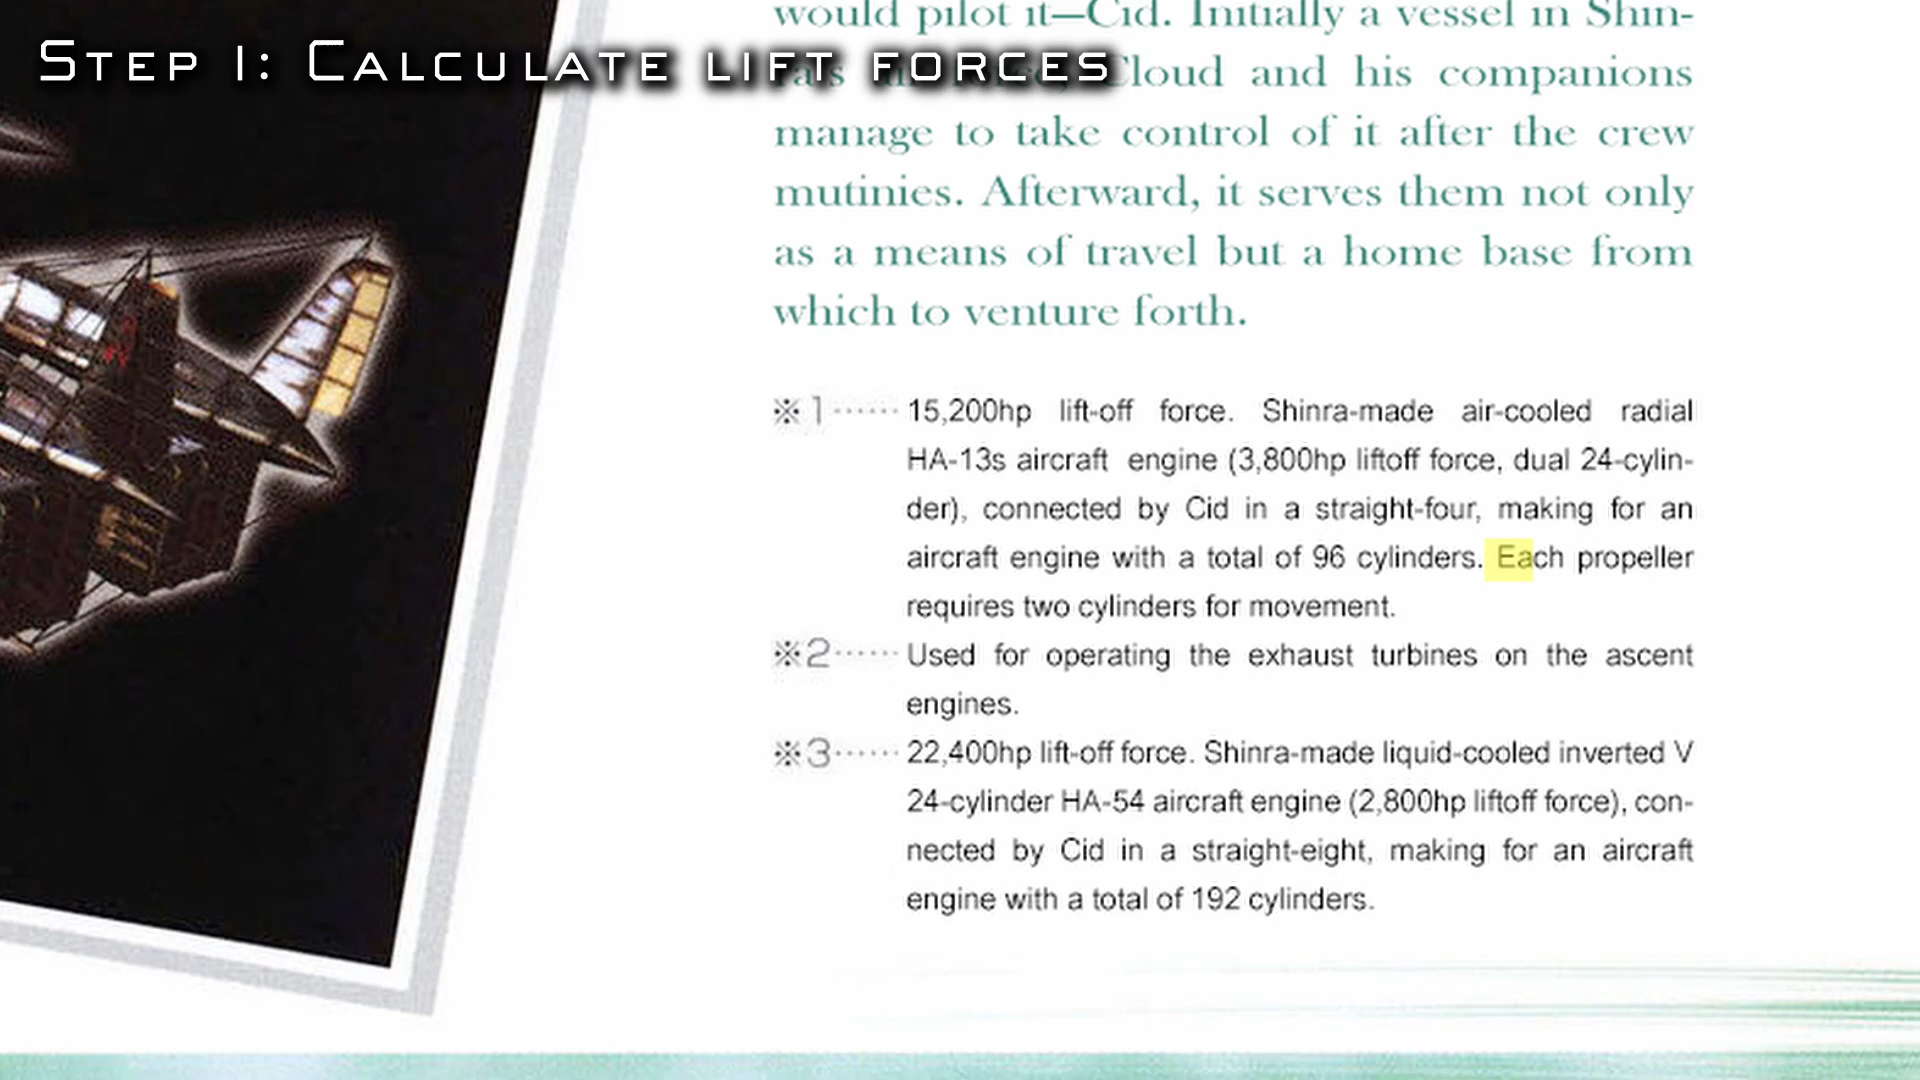 STEP 1: CALCULATE LIFT FORCES
would pilot it—Cid. Initially a vessel in Shin-
Cloud and his companions
manage to take control of it after the crew
mutinies. Afterward, it serves them not only
as a means of travel but a home base from
which to venture forth.
※1······15,200hp lift-off force. Shinra-made air-cooled radial
HA-13s aircraft engine (3,800hp liftoff force, dual 24-cylin-
der), connected by Cid in a straight-four, making for an
aircraft engine with a total of 96 cylinders. Each propeller
requires two cylinders for movement.
※2······Used for operating the exhaust turbines on the ascent
engines.
※3······22,400hp lift-off force. Shinra-made liquid-cooled inverted V
24-cylinder HA-54 aircraft engine (2,800hp liftoff force), con-
nected by Cid in a straight-eight, making for an aircraft
engine with a total of 192 cylinders.